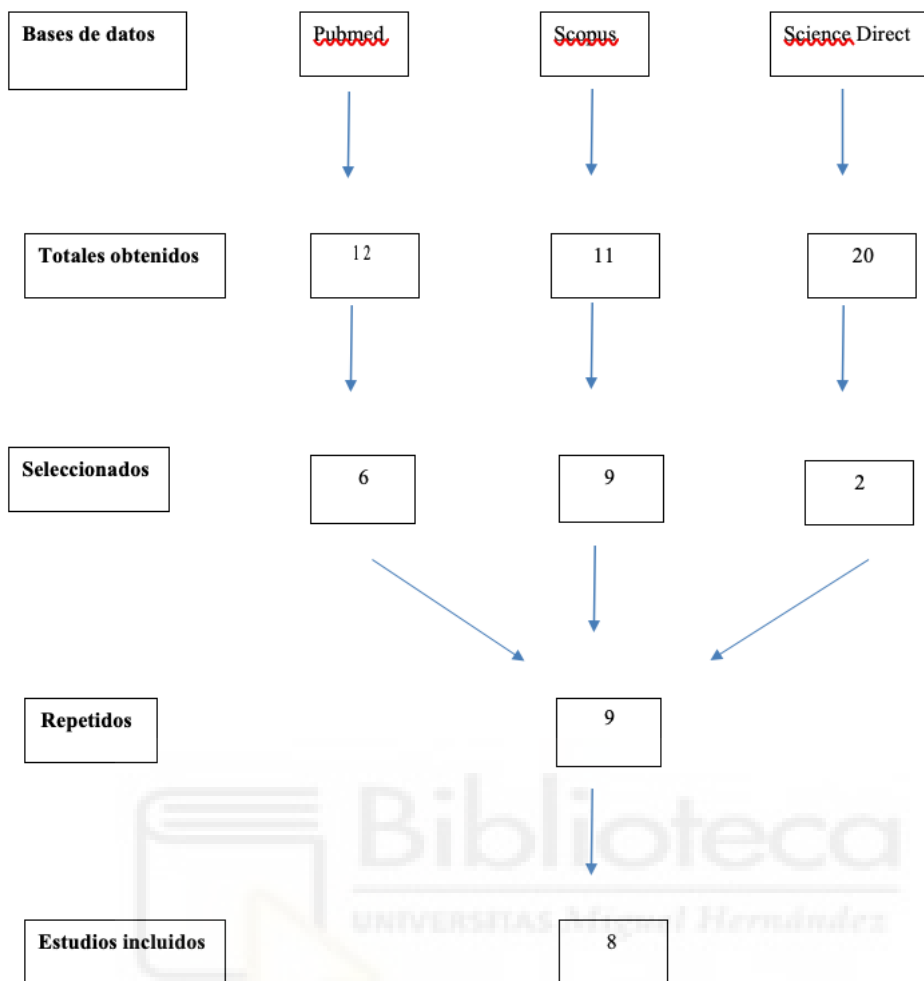 Bases de datos Pubmed Scopus Science Direct
Totales obtenidos 12 11 20
Seleccionados 6 9 2
Repetidos 9
Biblioteca
UNIVERSITAS Miguel Hernández
Estudios incluidos 8